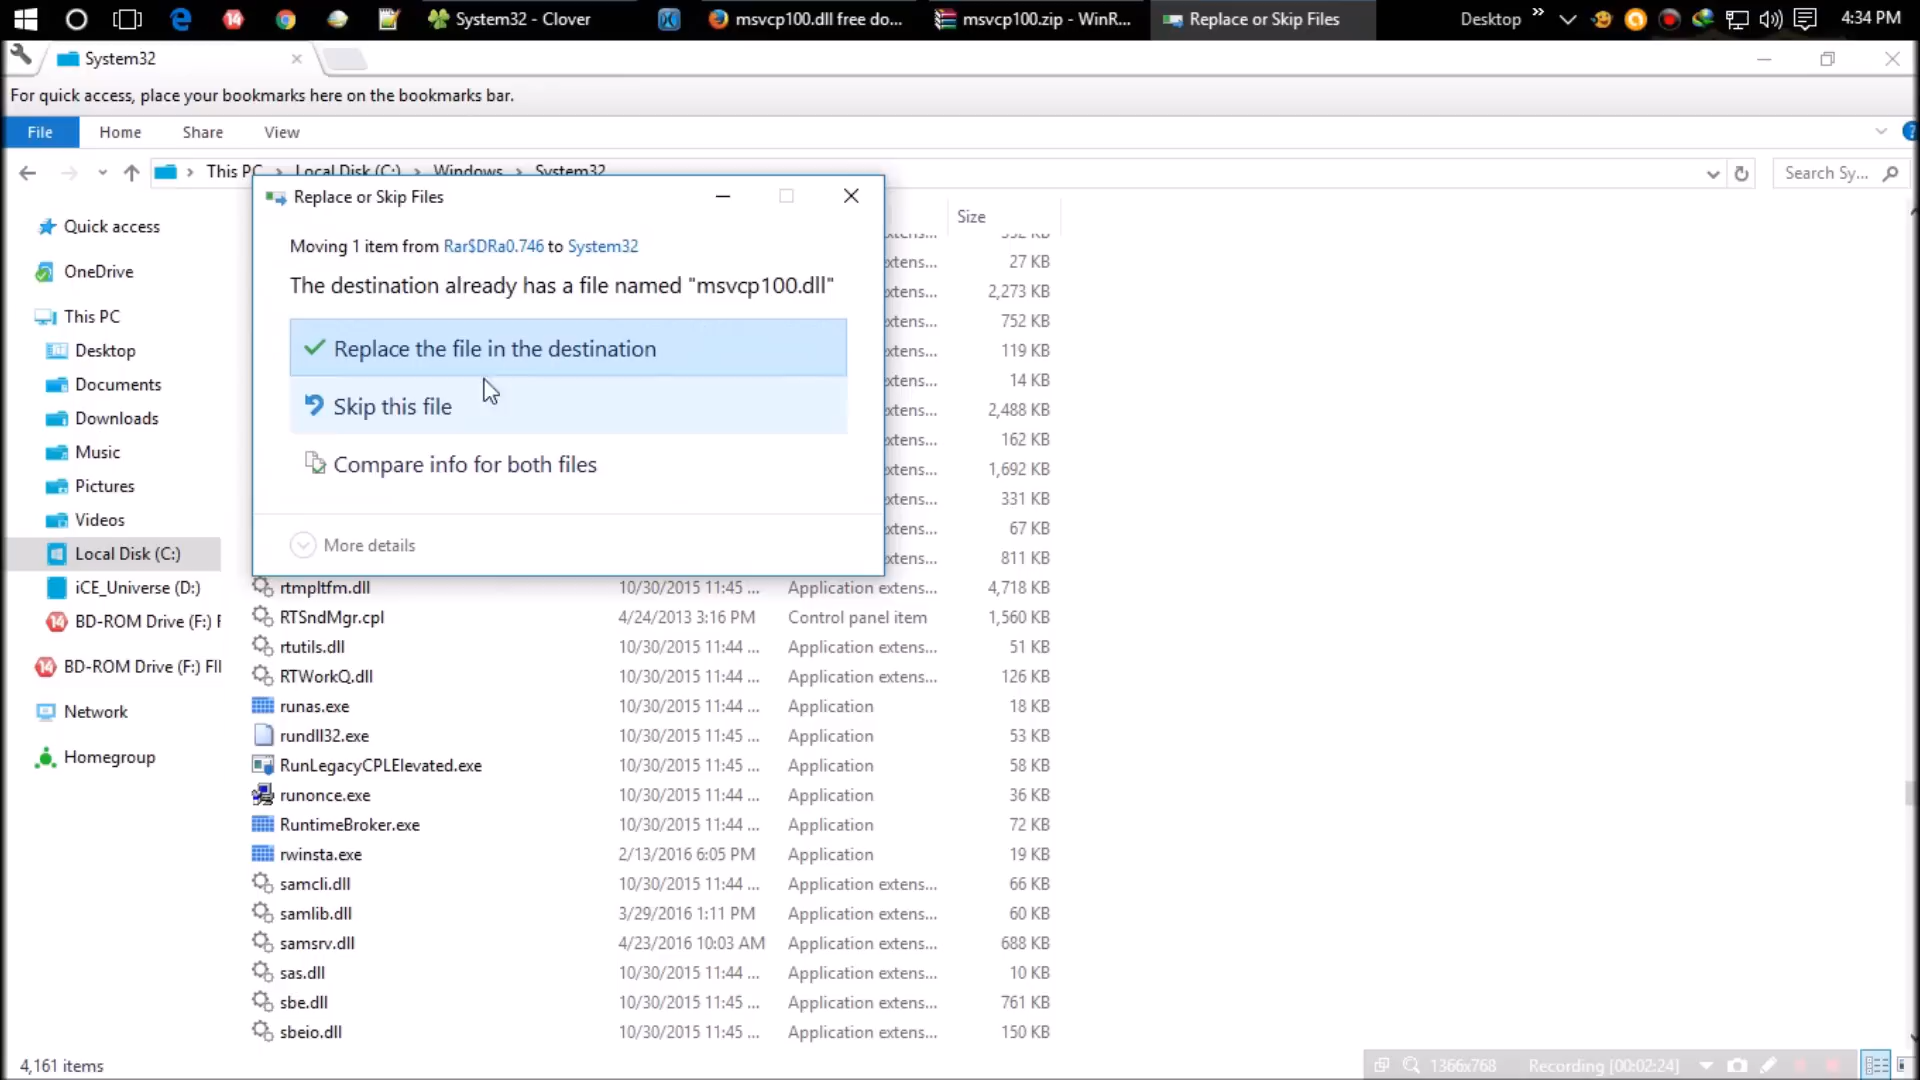 System32 - Clover
msvcp100.dll free do...
msvcp100.zip - WinR...
Replace or Skip Files
Desktop
4:34 PM
System32
For quick access, place your bookmarks here on the bookmarks bar.
File Home Share View
This PC Local Disk (C:) Windows System32
Search Sy...
Quick access
OneDrive
This PC
Desktop
Documents
Downloads
Music
Pictures
Videos
Local Disk (C:)
iCE_Universe (D:)
BD-ROM Drive (F:) F
BD-ROM Drive (F:) FII
Network
Homegroup
Replace or Skip Files
Moving 1 item from Rar$DRa0.746 to System32
The destination already has a file named "msvcp100.dll"
Replace the file in the destination
Skip this file
Compare info for both files
More details
Size
xtens... 27 KB
xtens... 2,273 KB
xtens... 752 KB
xtens... 119 KB
xtens... 14 KB
xtens... 2,488 KB
xtens... 162 KB
xtens... 1,692 KB
xtens... 331 KB
xtens... 67 KB
xtens... 811 KB
rtmpltfm.dll 10/30/2015 11:45 ... Application extens... 4,718 KB
RTSndMgr.cpl 4/24/2013 3:16 PM Control panel item 1,560 KB
rtutils.dll 10/30/2015 11:44 ... Application extens... 51 KB
RTWorkQ.dll 10/30/2015 11:44 ... Application extens... 126 KB
runas.exe 10/30/2015 11:44 ... Application 18 KB
rundll32.exe 10/30/2015 11:45 ... Application 53 KB
RunLegacyCPLElevated.exe 10/30/2015 11:45 ... Application 58 KB
runonce.exe 10/30/2015 11:44 ... Application 36 KB
RuntimeBroker.exe 10/30/2015 11:44 ... Application 72 KB
rwinsta.exe 2/13/2016 6:05 PM Application 19 KB
samcli.dll 10/30/2015 11:44 ... Application extens... 66 KB
samlib.dll 3/29/2016 1:11 PM Application extens... 60 KB
samsrv.dll 4/23/2016 10:03 AM Application extens... 688 KB
sas.dll 10/30/2015 11:44 ... Application extens... 10 KB
sbe.dll 10/30/2015 11:45 ... Application extens... 761 KB
sbeio.dll 10/30/2015 11:45 ... Application extens... 150 KB
4,161 items
1366x768 Recording [00:02:24]